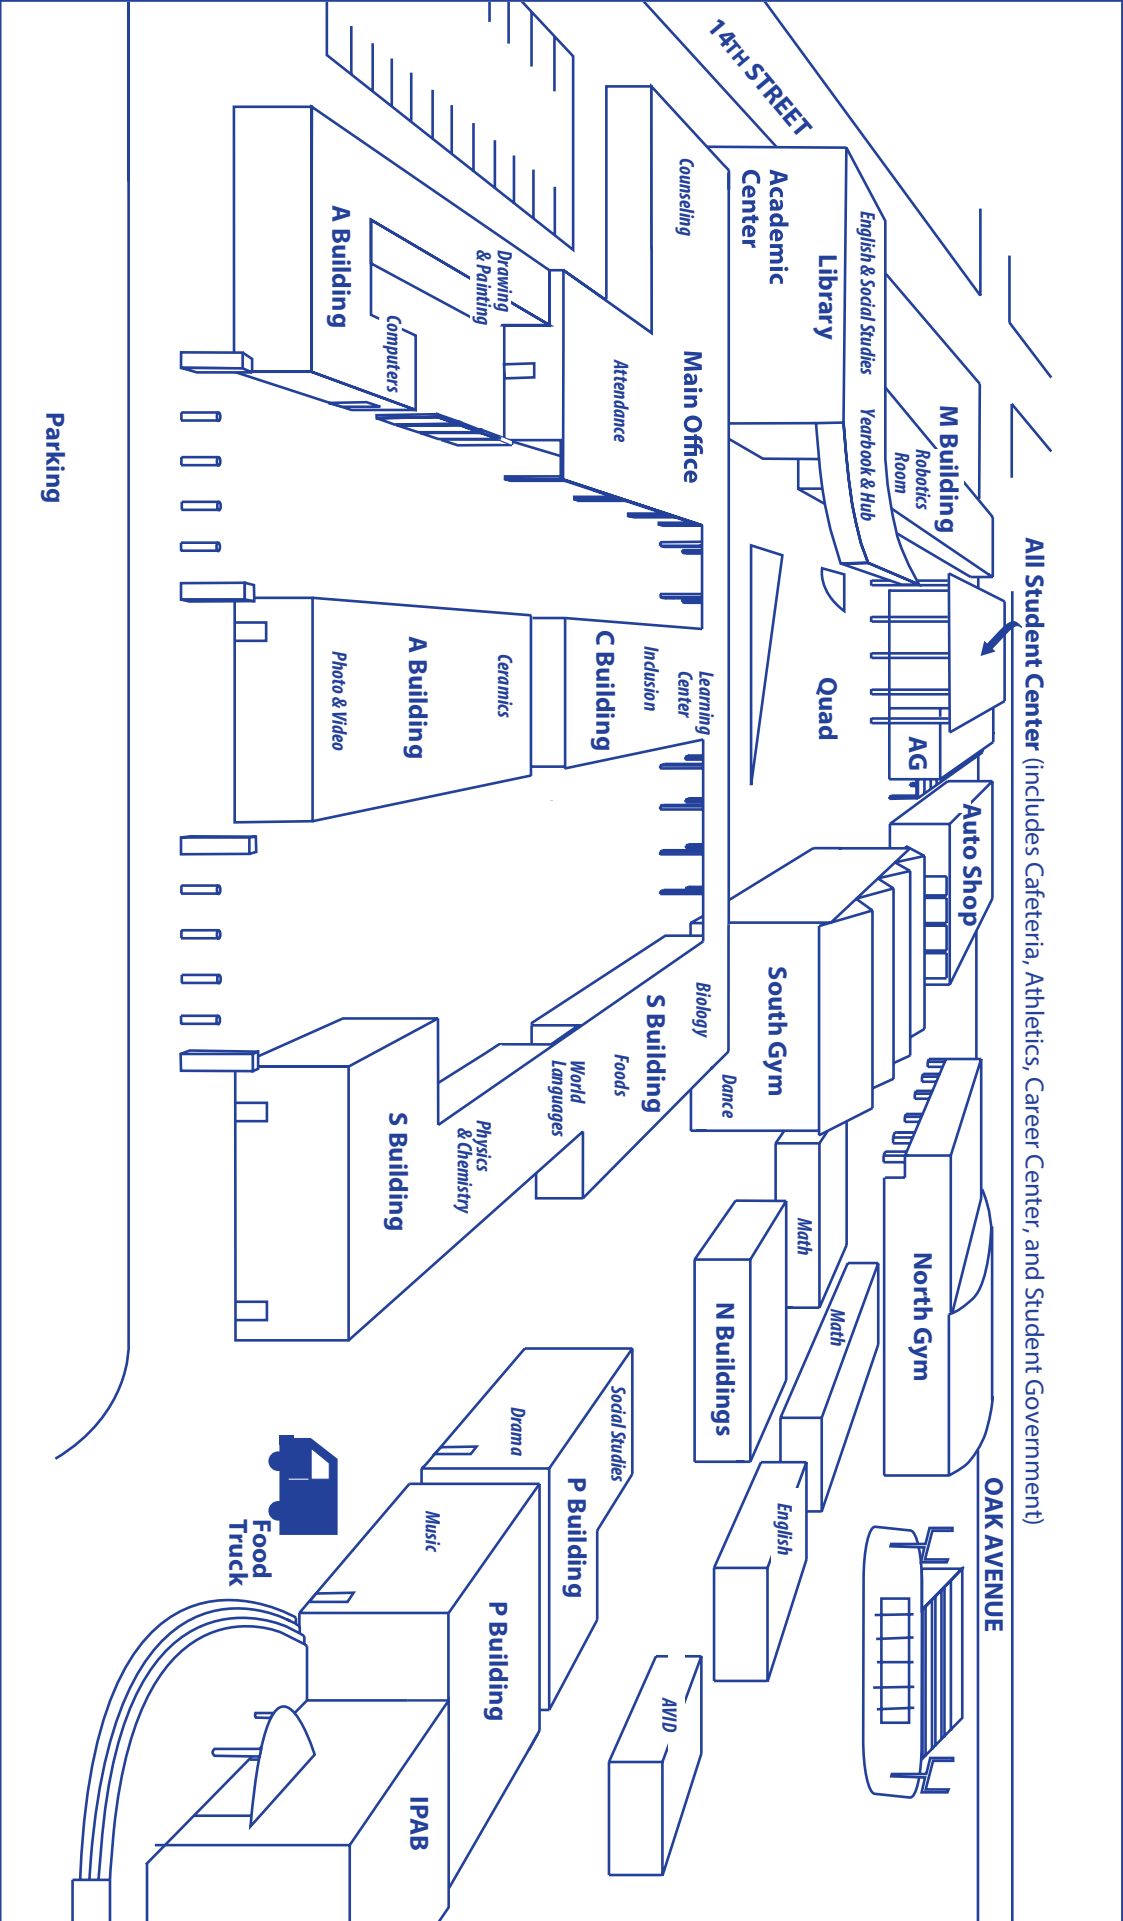 14TH STREET
All Student Center (includes Cafeteria, Athletics, Career Center, and Student Government)
OAK AVENUE
M Building
Robotics
Room
English & Social Studies
Yearbook & Hub
Library
Academic
Center
Quad
AG
Auto Shop
North Gym
South Gym
Dance
Math
Math
N Buildings
English
AVID
Counseling
Main Office
Attendance
Learning
Center
Inclusion
C Building
Biology
S Building
Foods
World
Languages
Physics
& Chemistry
S Building
Drawing
& Painting
Computers
A Building
Ceramics
A Building
Photo & Video
Social Studies
Drama
P Building
Music
P Building
IPAB
Food
Truck
Parking